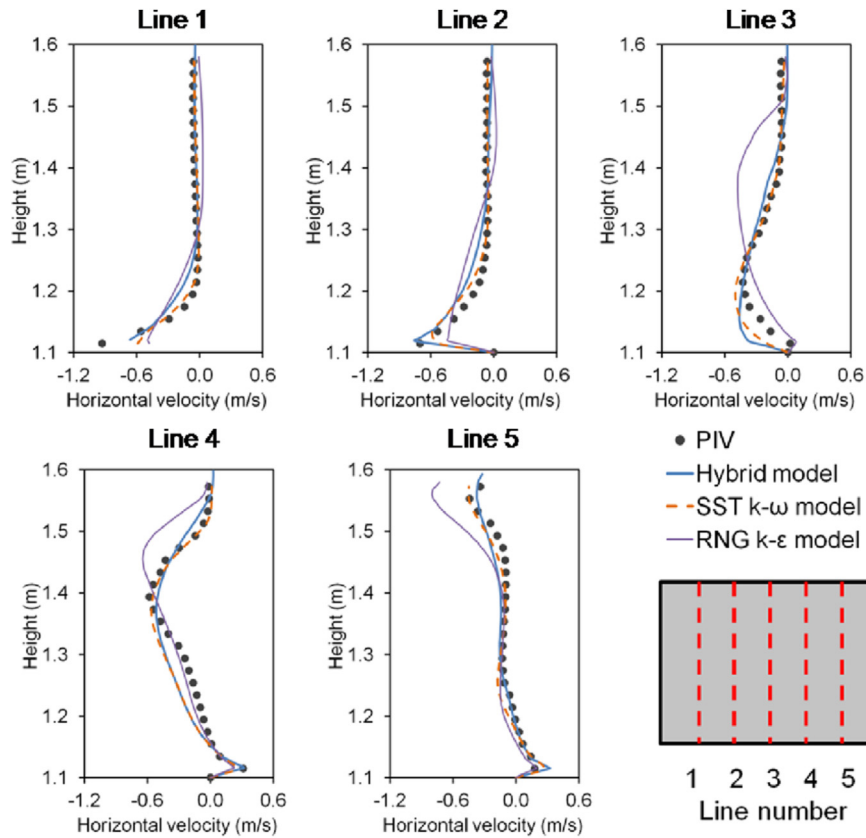 Line 1
Line 2
Line 3
1.6
1.5
1.4
1.3
1.2
1.1
Height (m)
-1.2 -0.6 0.0 0.6
Horizontal velocity (m/s)
1.6
1.5
1.4
1.3
1.2
1.1
Height (m)
-1.2 -0.6 0.0 0.6
Horizontal velocity (m/s)
1.6
1.5
1.4
1.3
1.2
1.1
Height (m)
-1.2 -0.6 0.0 0.6
Horizontal velocity (m/s)
Line 4
Line 5
1.6
1.5
1.4
1.3
1.2
1.1
Height (m)
-1.2 -0.6 0.0 0.6
Horizontal velocity (m/s)
1.6
1.5
1.4
1.3
1.2
1.1
Height (m)
-1.2 -0.6 0.0 0.6
Horizontal velocity (m/s)
PIV
Hybrid model
SST k-ω model
RNG k-ε model
1 2 3 4 5
Line number